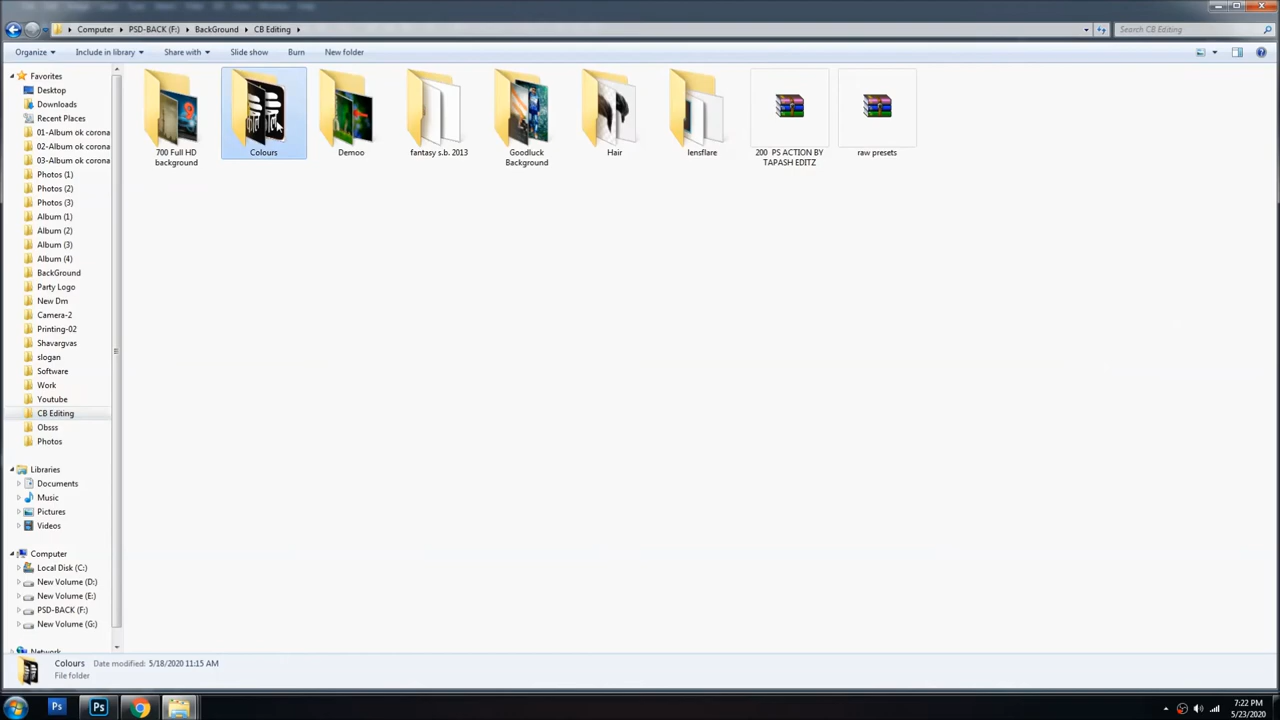 Computer PSD-BACK (F:) BackGround CB Editing
Search CB Editing
Organize Include in library Share with Slide show Burn New folder
Favorites
Desktop
Downloads
Recent Places
01-Album ok corona
02-Album ok corona
03-Album ok corona
Photos (1)
Photos (2)
Photos (3)
Album (1)
Album (2)
Album (3)
Album (4)
BackGround
Party Logo
New Dm
Camera-2
Printing-02
Shavargvas
slogan
Software
Work
Youtube
CB Editing
Obsss
Photos
Libraries
Documents
Music
Pictures
Videos
Computer
Local Disk (C:)
New Volume (D:)
New Volume (E:)
PSD-BACK (F:)
New Volume (G:)
Network
700 Full HD
background
Colours
Demoo
fantasy s.b. 2013
Goodluck
Background
Hair
lensflare
200 PS ACTION BY
TAPASH EDITZ
raw presets
Colours Date modified: 5/18/2020 11:15 AM
File folder
Ps
Ps
7:22 PM
5/23/2020